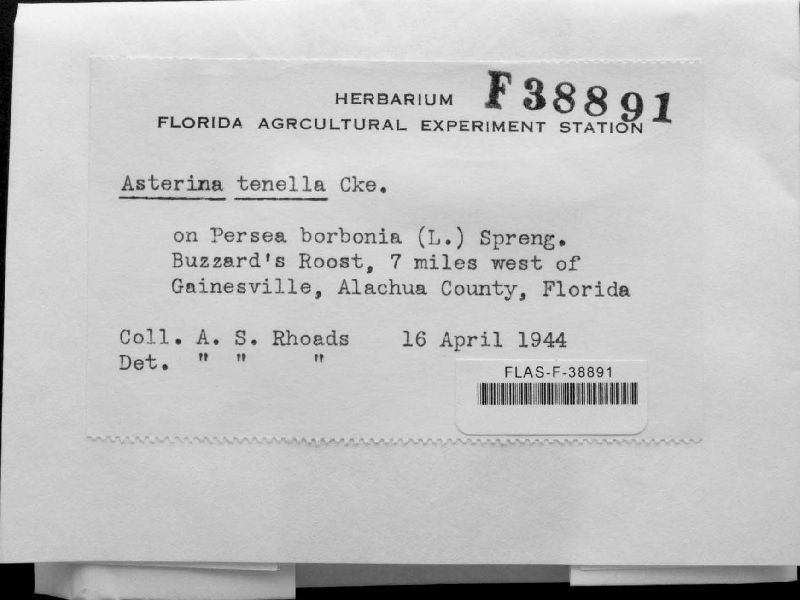 HERBARIUM F38891
FLORIDA AGRCULTURAL EXPERIMENT STATION
Asterina tenella Cke.
on Persea borbonia (L.) Spreng.
Buzzard's Roost, 7 miles west of
Gainesville, Alachua County, Florida
Coll. A. S. Rhoads 16 April 1944
Det. " " "
FLAS-F-38891